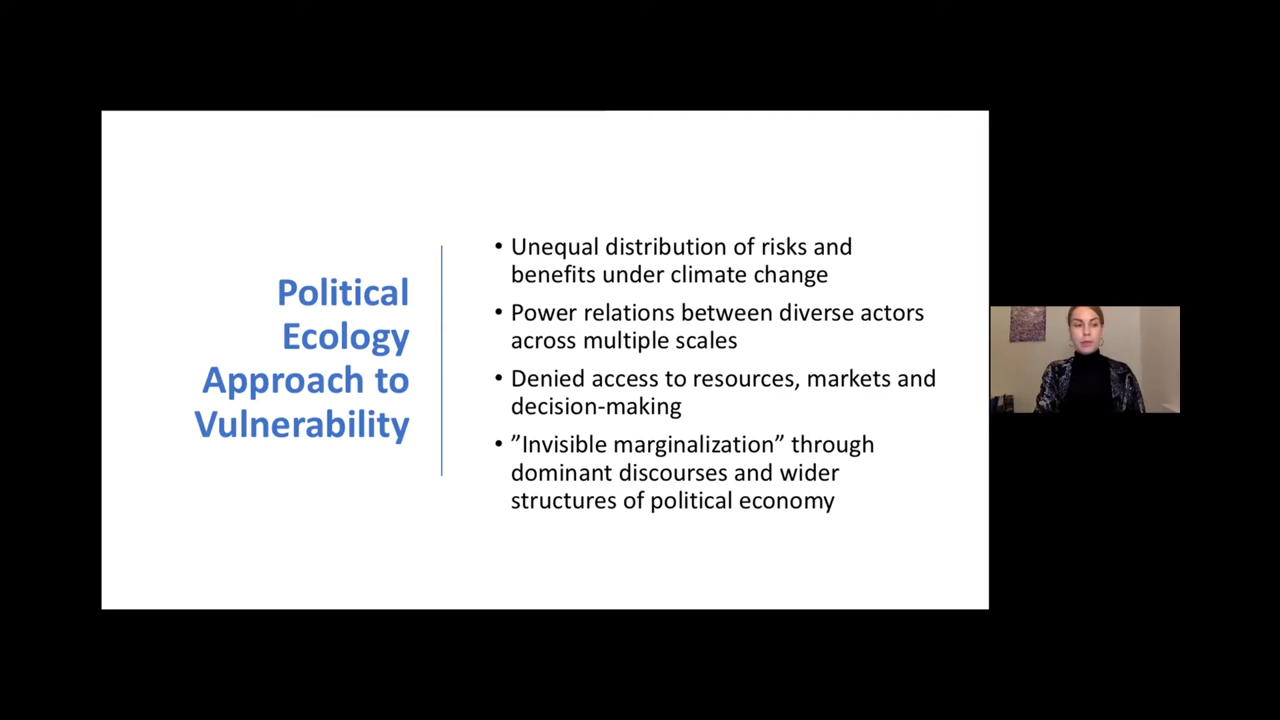 Political
Ecology
Approach to
Vulnerability
• Unequal distribution of risks and
benefits under climate change
• Power relations between diverse actors
across multiple scales
• Denied access to resources, markets and
decision-making
• ”Invisible marginalization” through
dominant discourses and wider
structures of political economy